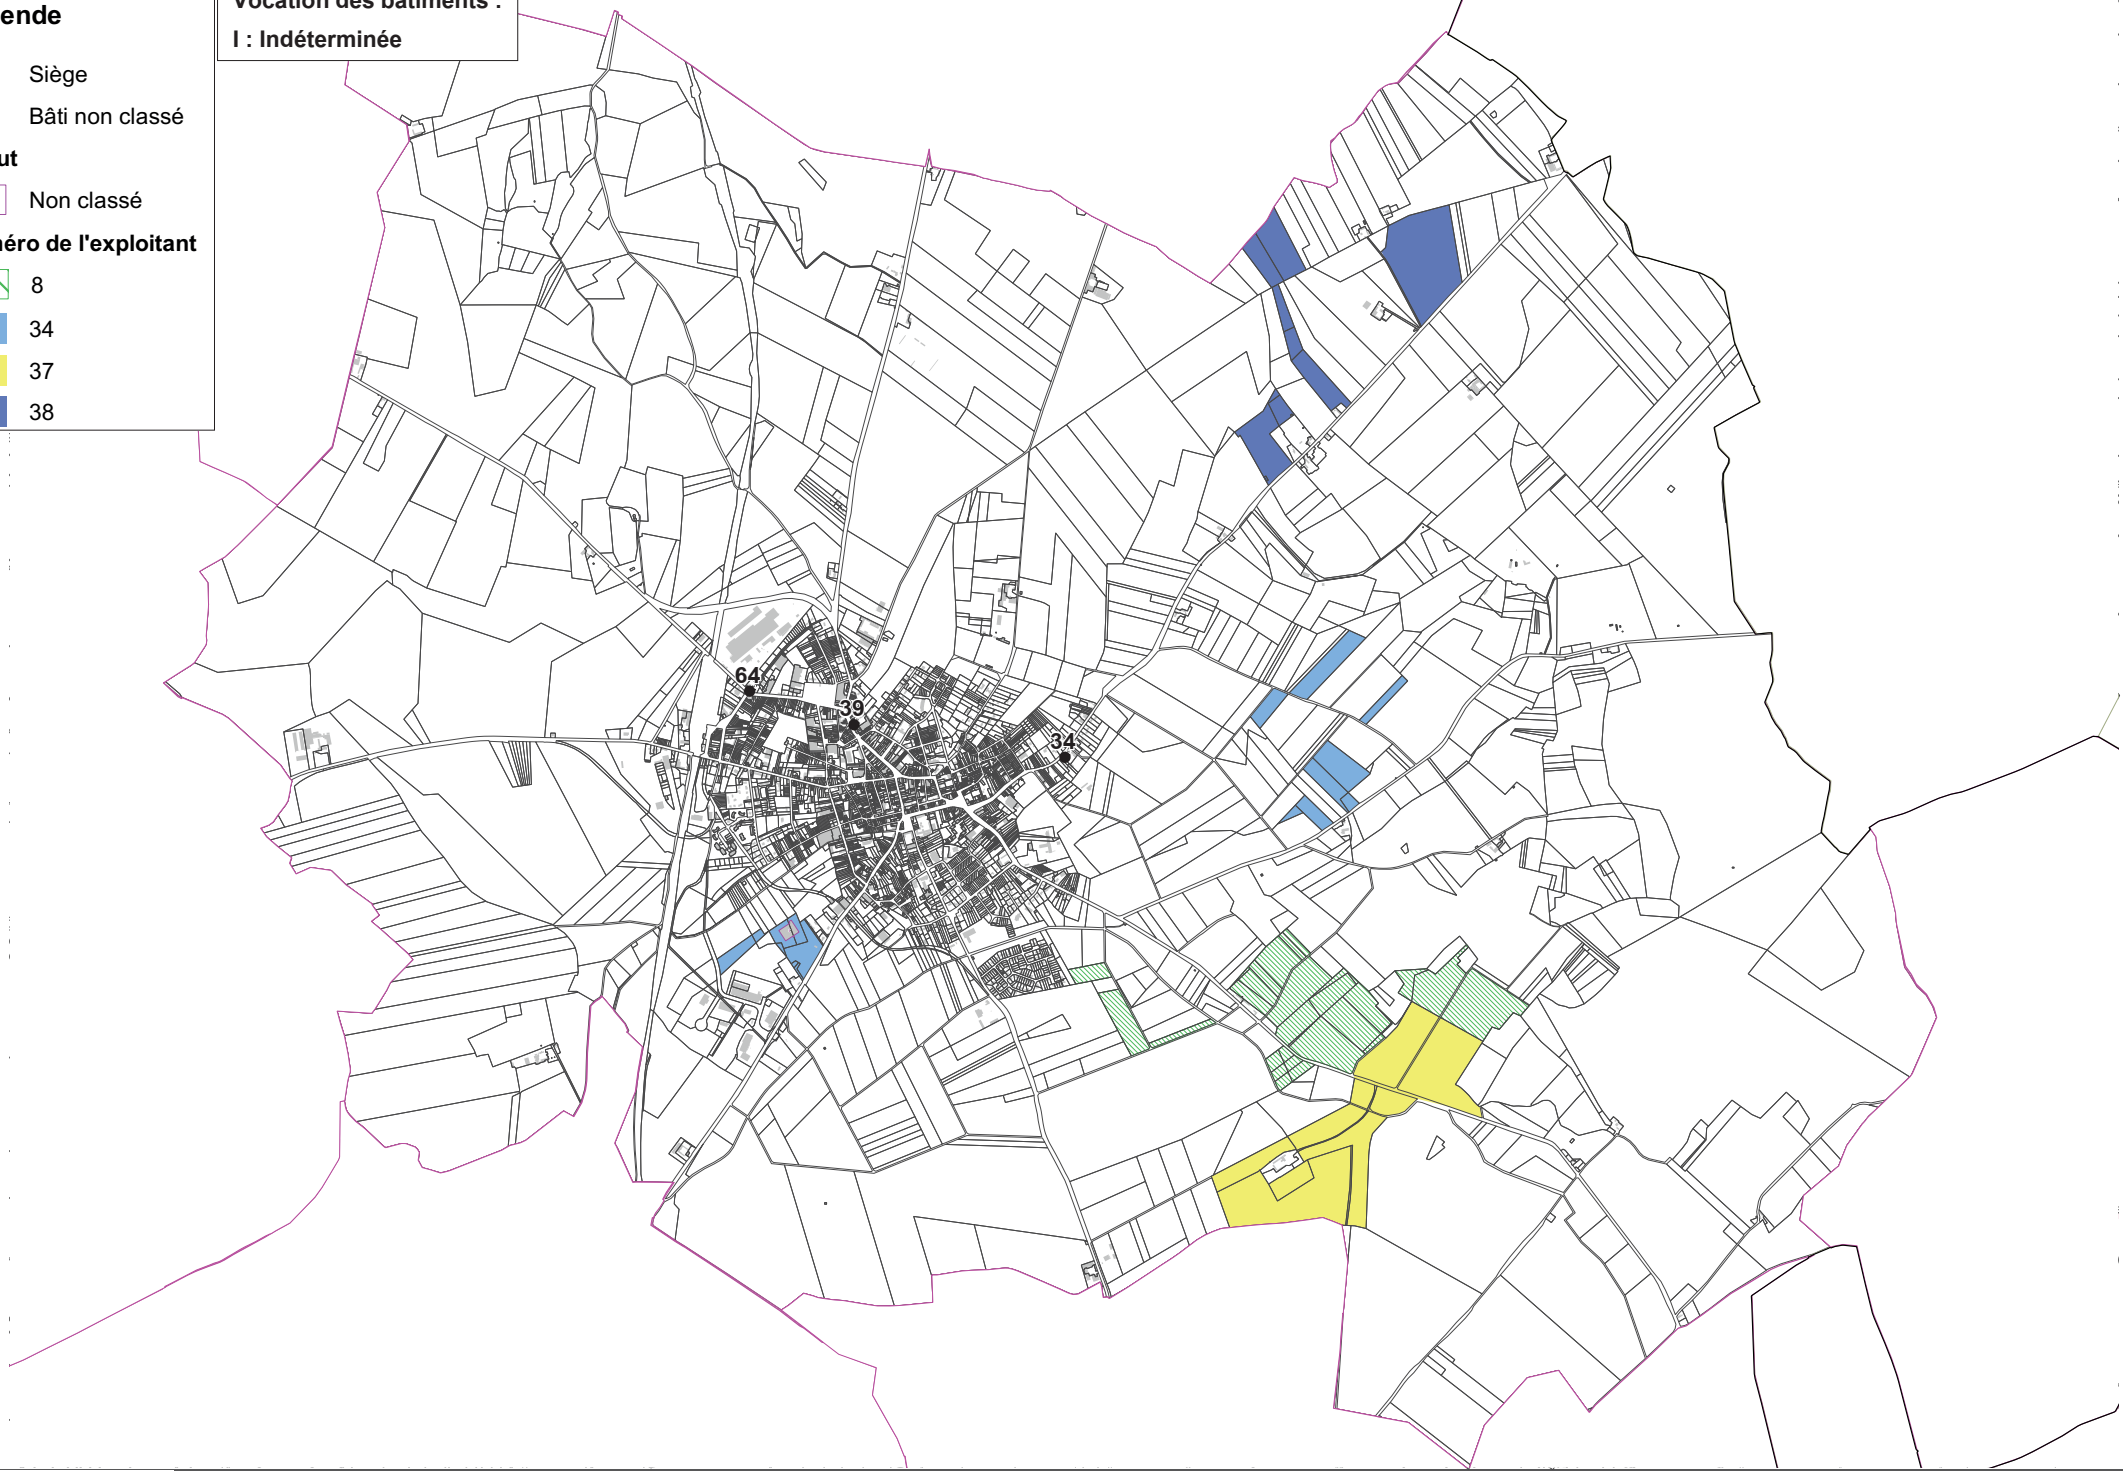 ende
Siège
Bâti non classé
ut
Non classé
éro de l'exploitant
8
34
37
38
Vocation des bâtiments :
I : Indéterminée
64
39
34